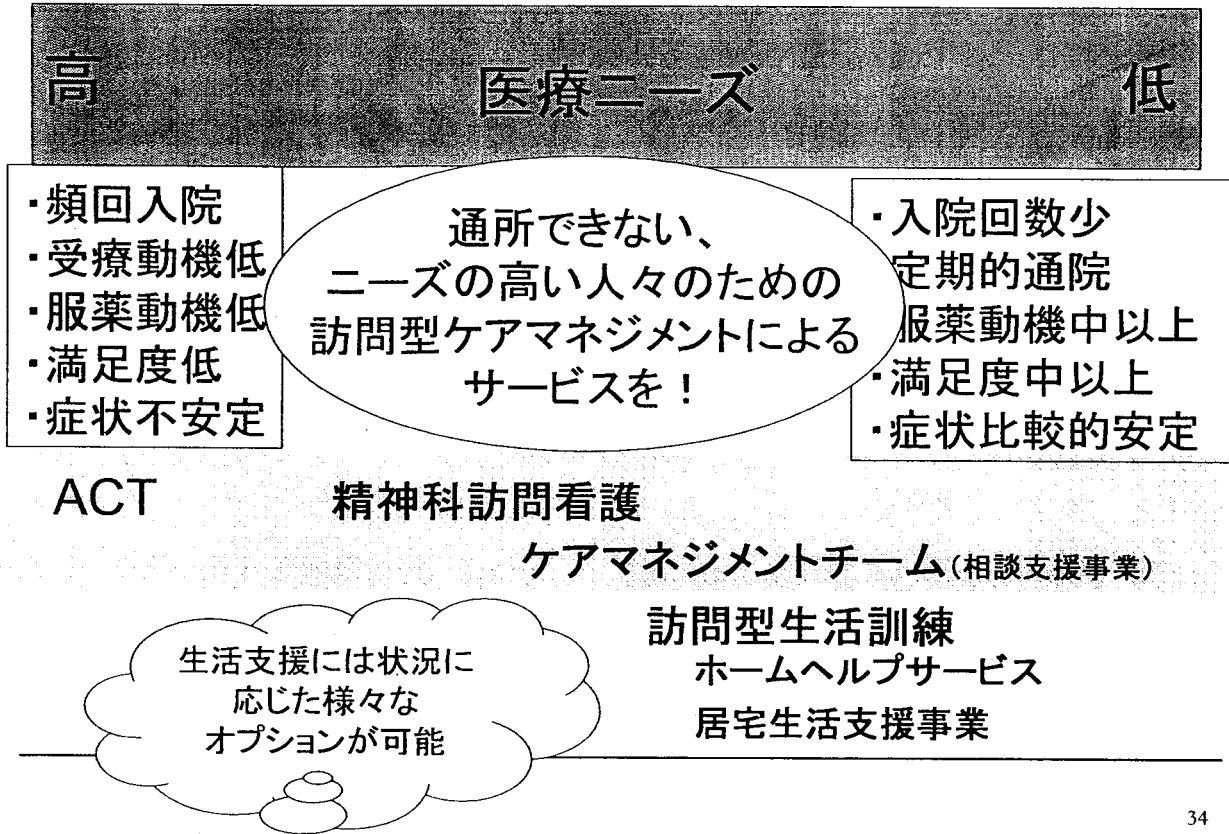 高 医療ニーズ 低
・頻回入院
・受療動機低
・服薬動機低
・満足度低
・症状不安定
通所できない、
ニーズの高い人々のための
訪問型ケアマネジメントによる
サービスを！
・入院回数少
定期的通院
服薬動機中以上
・満足度中以上
・症状比較的安定
ACT 精神科訪問看護
ケアマネジメントチーム(相談支援事業)
訪問型生活訓練
ホームヘルプサービス
居宅生活支援事業
生活支援には状況に
応じた様々な
オプションが可能
34